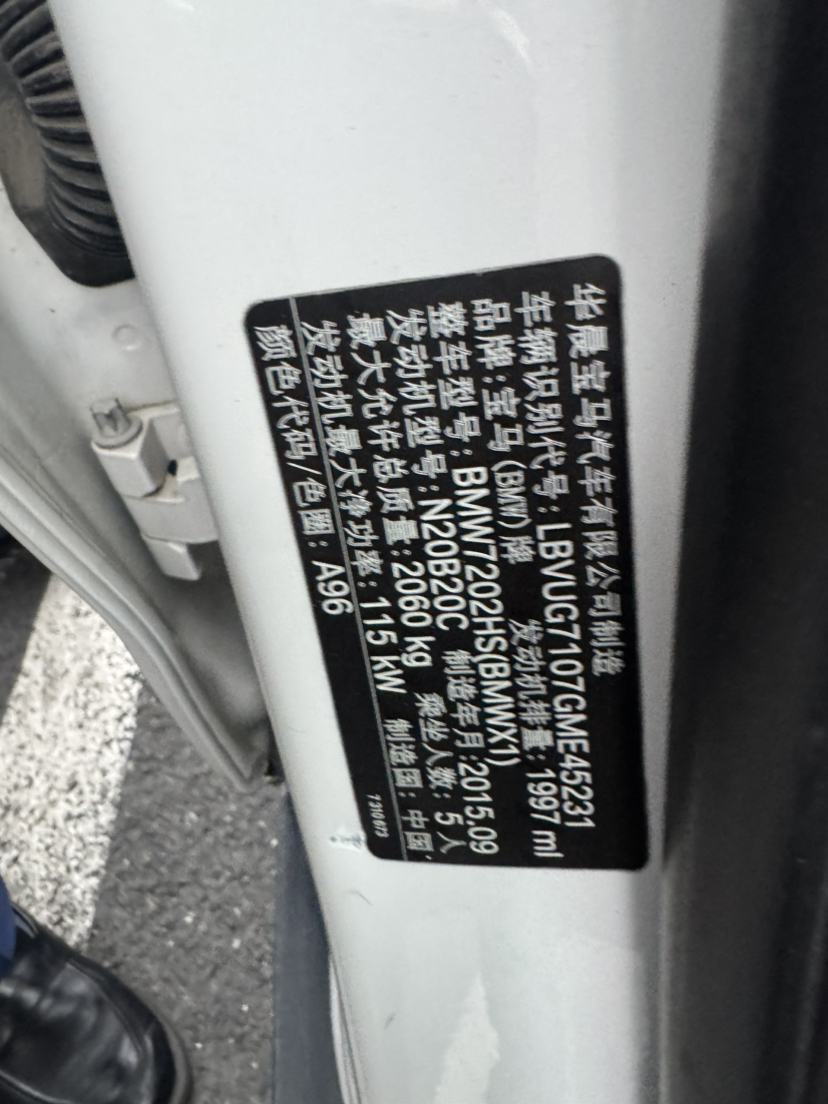 华晨宝马汽车有限公司制造
车辆识别代号：LBVUG7107GME45231
品牌：宝马(BMW)牌 发动机排量：1997 ml
整车型号：BMW7202HS(BMWX1)
发动机型号：N20B20C 制造年月：2015.09
最大允许总质量：2060 kg 乘坐人数：5人
发动机最大净功率：115 kW 制造国：中国
颜色代码/色圈：A96
7310673